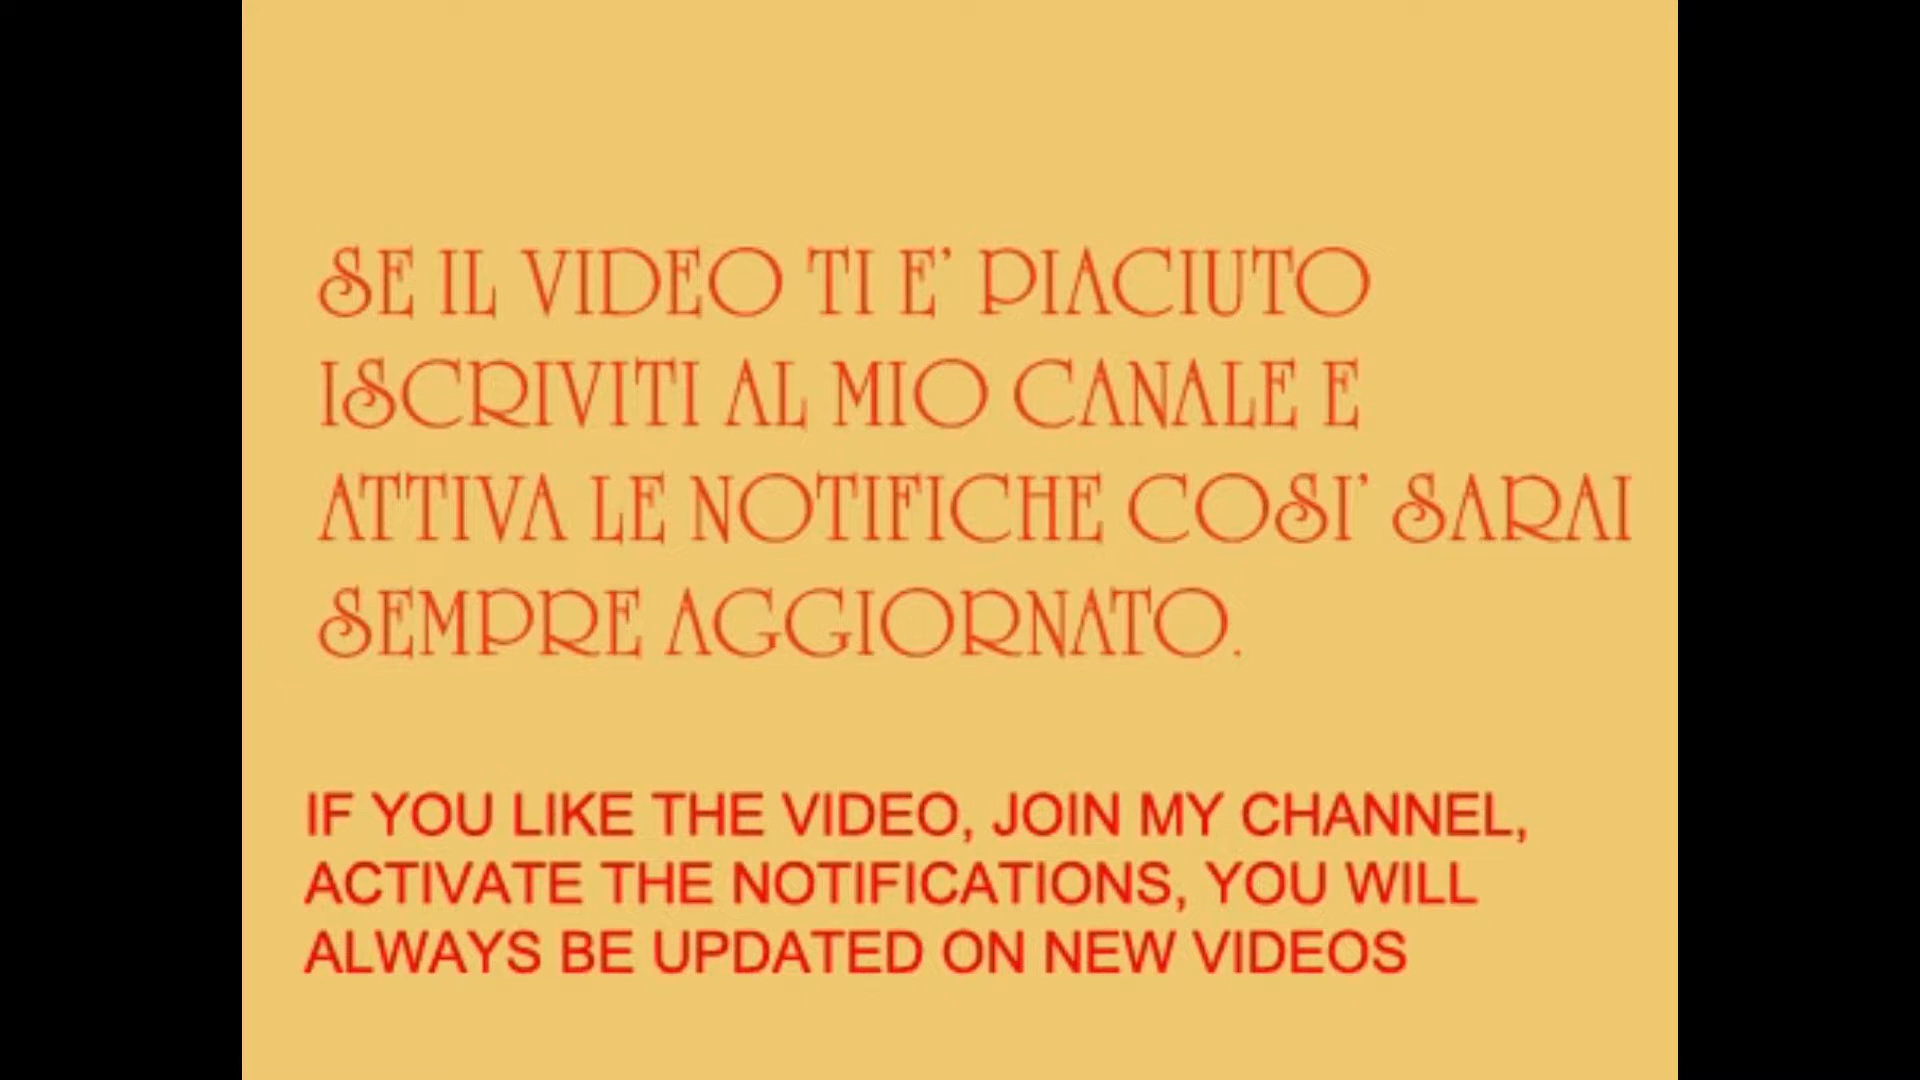 SE IL VIDEO TI E' PIACIUTO
ISCRIVITI AL MIO CANALE E
ATTIVA LE NOTIFICHE COSI' SARAI
SEMPRE AGGIORNATO.
IF YOU LIKE THE VIDEO, JOIN MY CHANNEL,
ACTIVATE THE NOTIFICATIONS, YOU WILL
ALWAYS BE UPDATED ON NEW VIDEOS